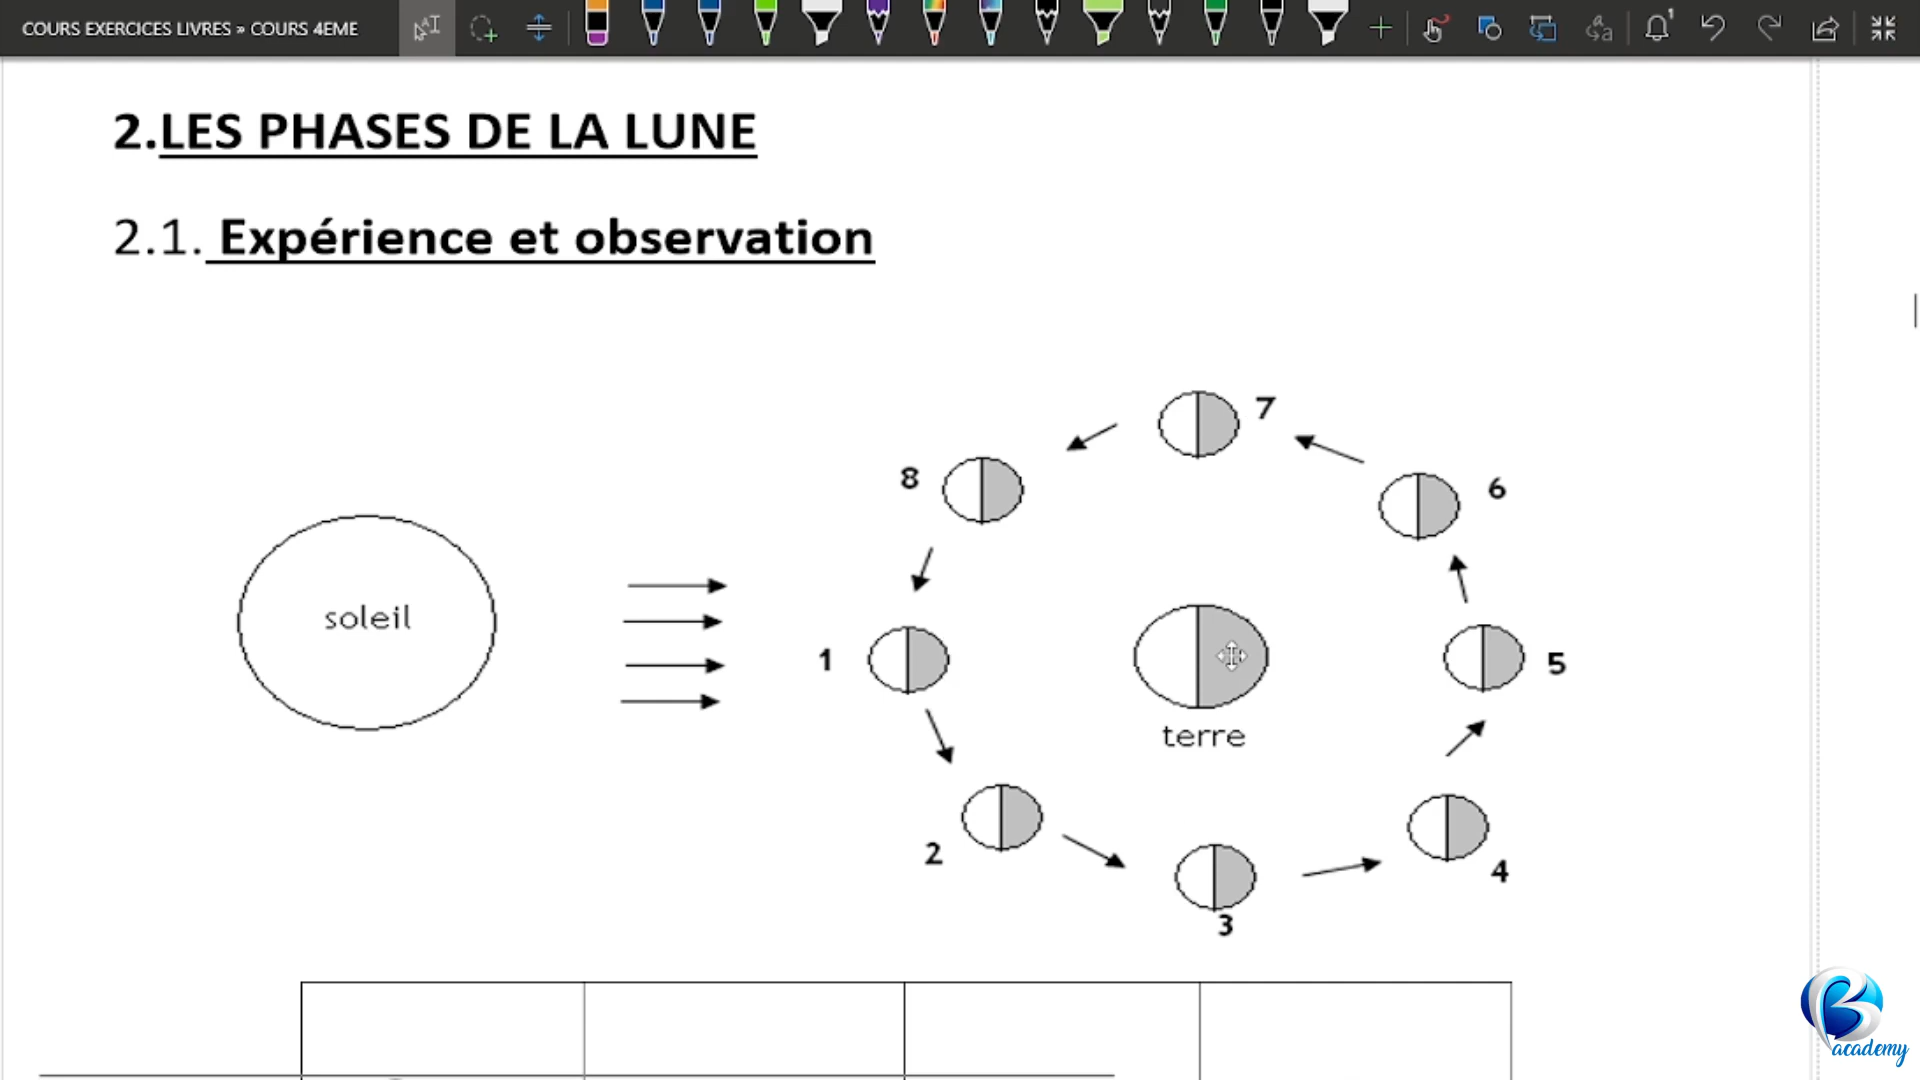 COURS EXERCICES LIVRES » COURS 4EME
2.LES PHASES DE LA LUNE
2.1. Expérience et observation
7
8
6
soleil
1
5
terre
2
4
3
academy